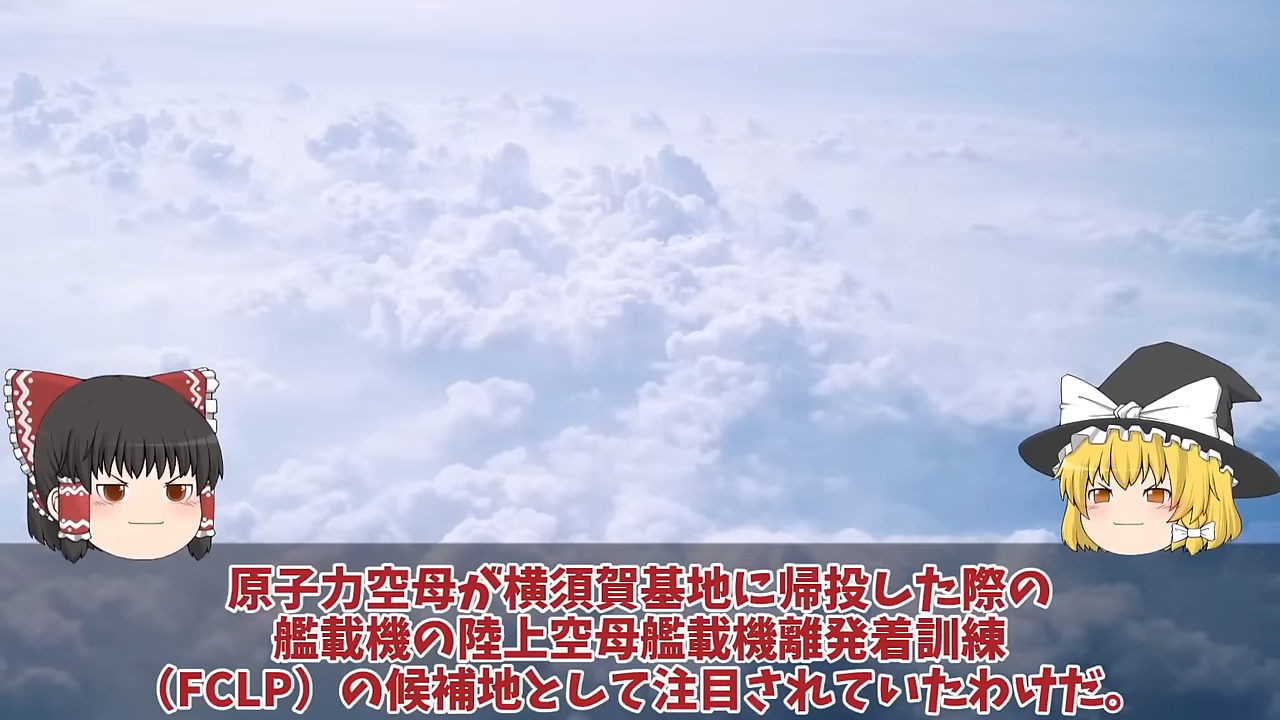 原子力空母が横須賀基地に帰投した際の
艦載機の陸上空母艦載機離発着訓練
（FCLP）の候補地として注目されていたわけだ。